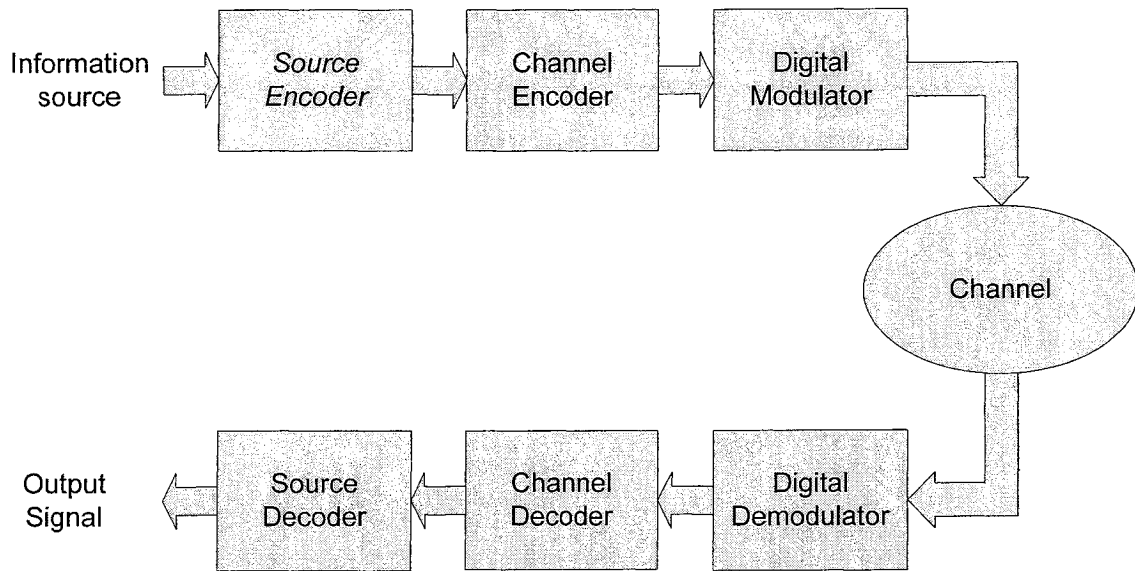 Information
source
Source
Encoder
Channel
Encoder
Digital
Modulator
Channel
Output
Signal
Source
Decoder
Channel
Decoder
Digital
Demodulator